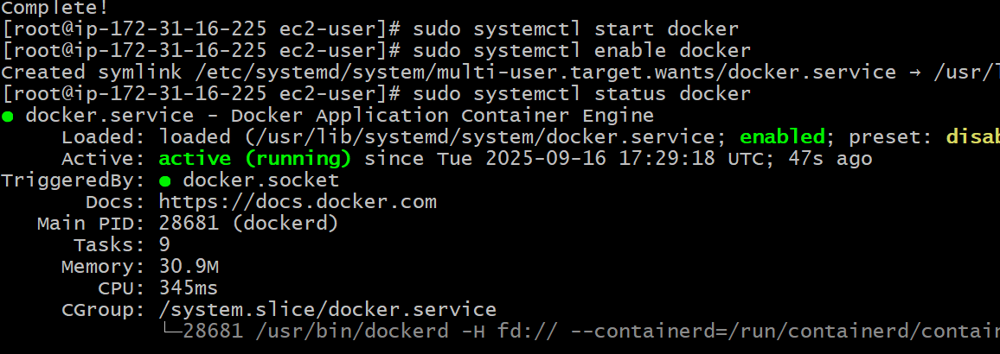 Complete!
[root@ip-172-31-16-225 ec2-user]# sudo systemctl start docker
[root@ip-172-31-16-225 ec2-user]# sudo systemctl enable docker
Created symlink /etc/systemd/system/multi-user.target.wants/docker.service → /usr/l
[root@ip-172-31-16-225 ec2-user]# sudo systemctl status docker
● docker.service - Docker Application Container Engine
     Loaded: loaded (/usr/lib/systemd/system/docker.service; enabled; preset: disab
     Active: active (running) since Tue 2025-09-16 17:29:18 UTC; 47s ago
TriggeredBy: ● docker.socket
       Docs: https://docs.docker.com
   Main PID: 28681 (dockerd)
      Tasks: 9
     Memory: 30.9M
        CPU: 345ms
     CGroup: /system.slice/docker.service
             └─28681 /usr/bin/dockerd -H fd:// --containerd=/run/containerd/contain